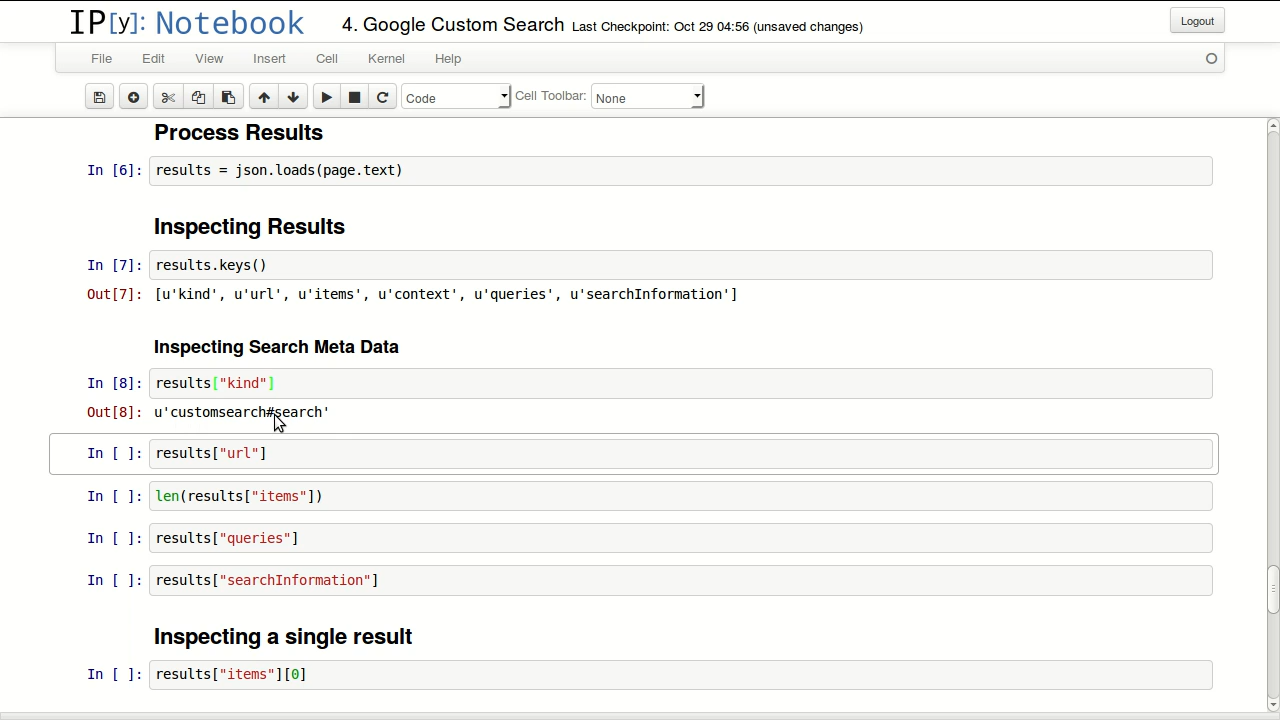 IP[y]: Notebook 4. Google Custom Search Last Checkpoint: Oct 29 04:56 (unsaved changes) Logout
File Edit View Insert Cell Kernel Help
Code Cell Toolbar: None
Process Results
In [6]: results = json.loads(page.text)
Inspecting Results
In [7]: results.keys()
Out[7]: [u'kind', u'url', u'items', u'context', u'queries', u'searchInformation']
Inspecting Search Meta Data
In [8]: results["kind"]
Out[8]: u'customsearch#search'
In [ ]: results["url"]
In [ ]: len(results["items"])
In [ ]: results["queries"]
In [ ]: results["searchInformation"]
Inspecting a single result
In [ ]: results["items"][0]